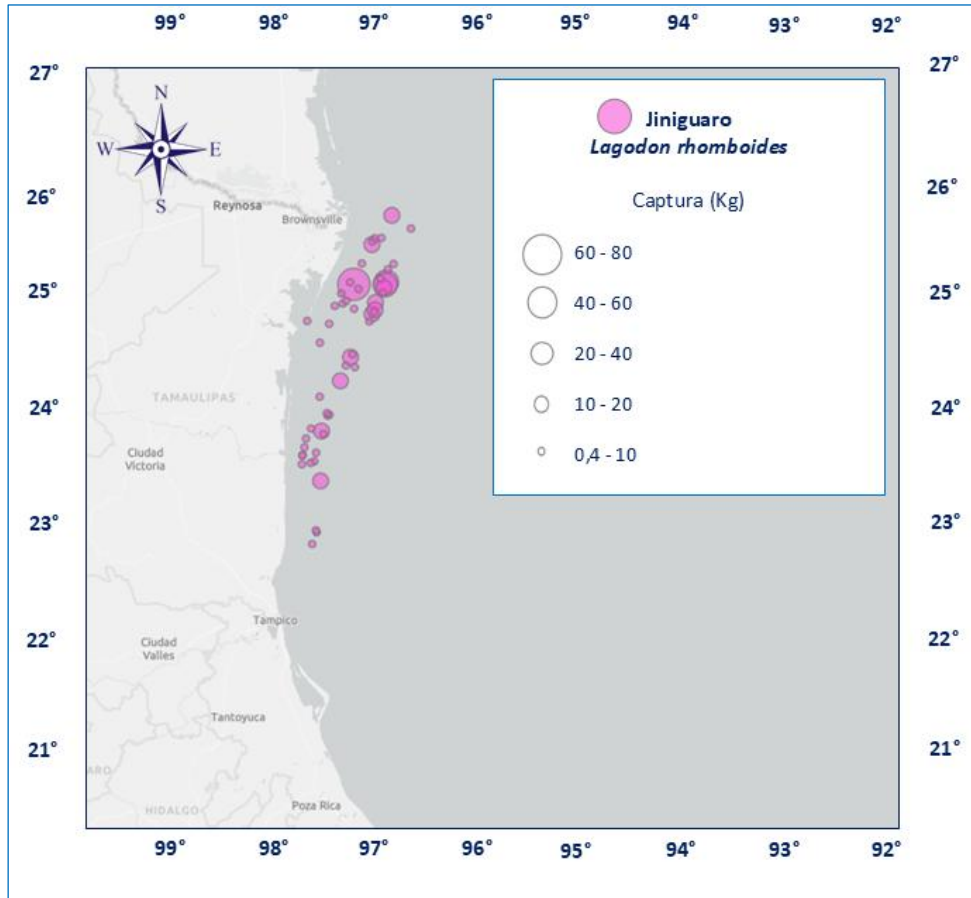 99° 98° 97° 96° 95° 94° 93° 92°
27° 27°
N
Jiniguaro
Lagodon rhomboides
W E
S
26° Reynosa 26°
Captura (Kg)
Brownsville
60 - 80
25° 25°
40 - 60
20 - 40
TAMAULIPAS
24° 10 - 20 24°
Ciudad
Victoria
0,4 - 10
23° 23°
Tampico
22° Ciudad 22°
Valles
Tantoyuca
21° 21°
ARO
HIDALGO
Poza Rica
99° 98° 97° 96° 95° 94° 93° 92°